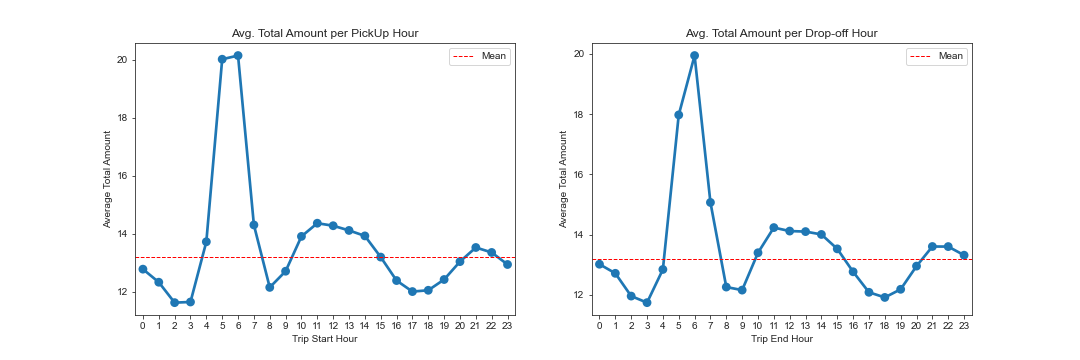 Avg. Total Amount per PickUp Hour
Mean
Average Total Amount
20
18
16
14
12
0 1 2 3 4 5 6 7 8 9 10 11 12 13 14 15 16 17 18 19 20 21 22 23
Trip Start Hour
Avg. Total Amount per Drop-off Hour
Mean
Average Total Amount
20
18
16
14
12
0 1 2 3 4 5 6 7 8 9 10 11 12 13 14 15 16 17 18 19 20 21 22 23
Trip End Hour